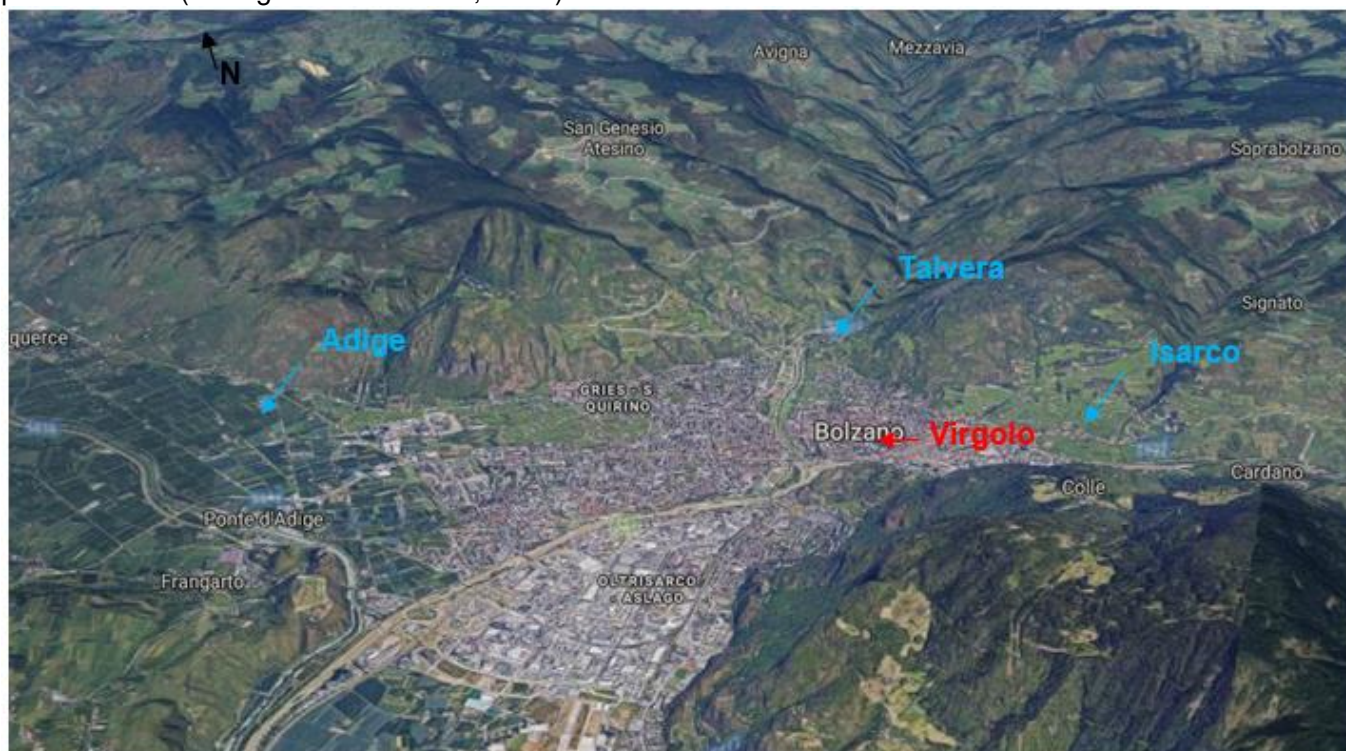 Avigna
Mezzavia
N
San Genesio
Atesino
Soprabolzano
Talvera
Signato
querce
Adige
Isarco
GRIES - S.
QUIRINO
Bolzano
Virgolo
Colle
Cardano
Ponte d'Adige
Frangarto
OLTRISARCO
- ASLAGO